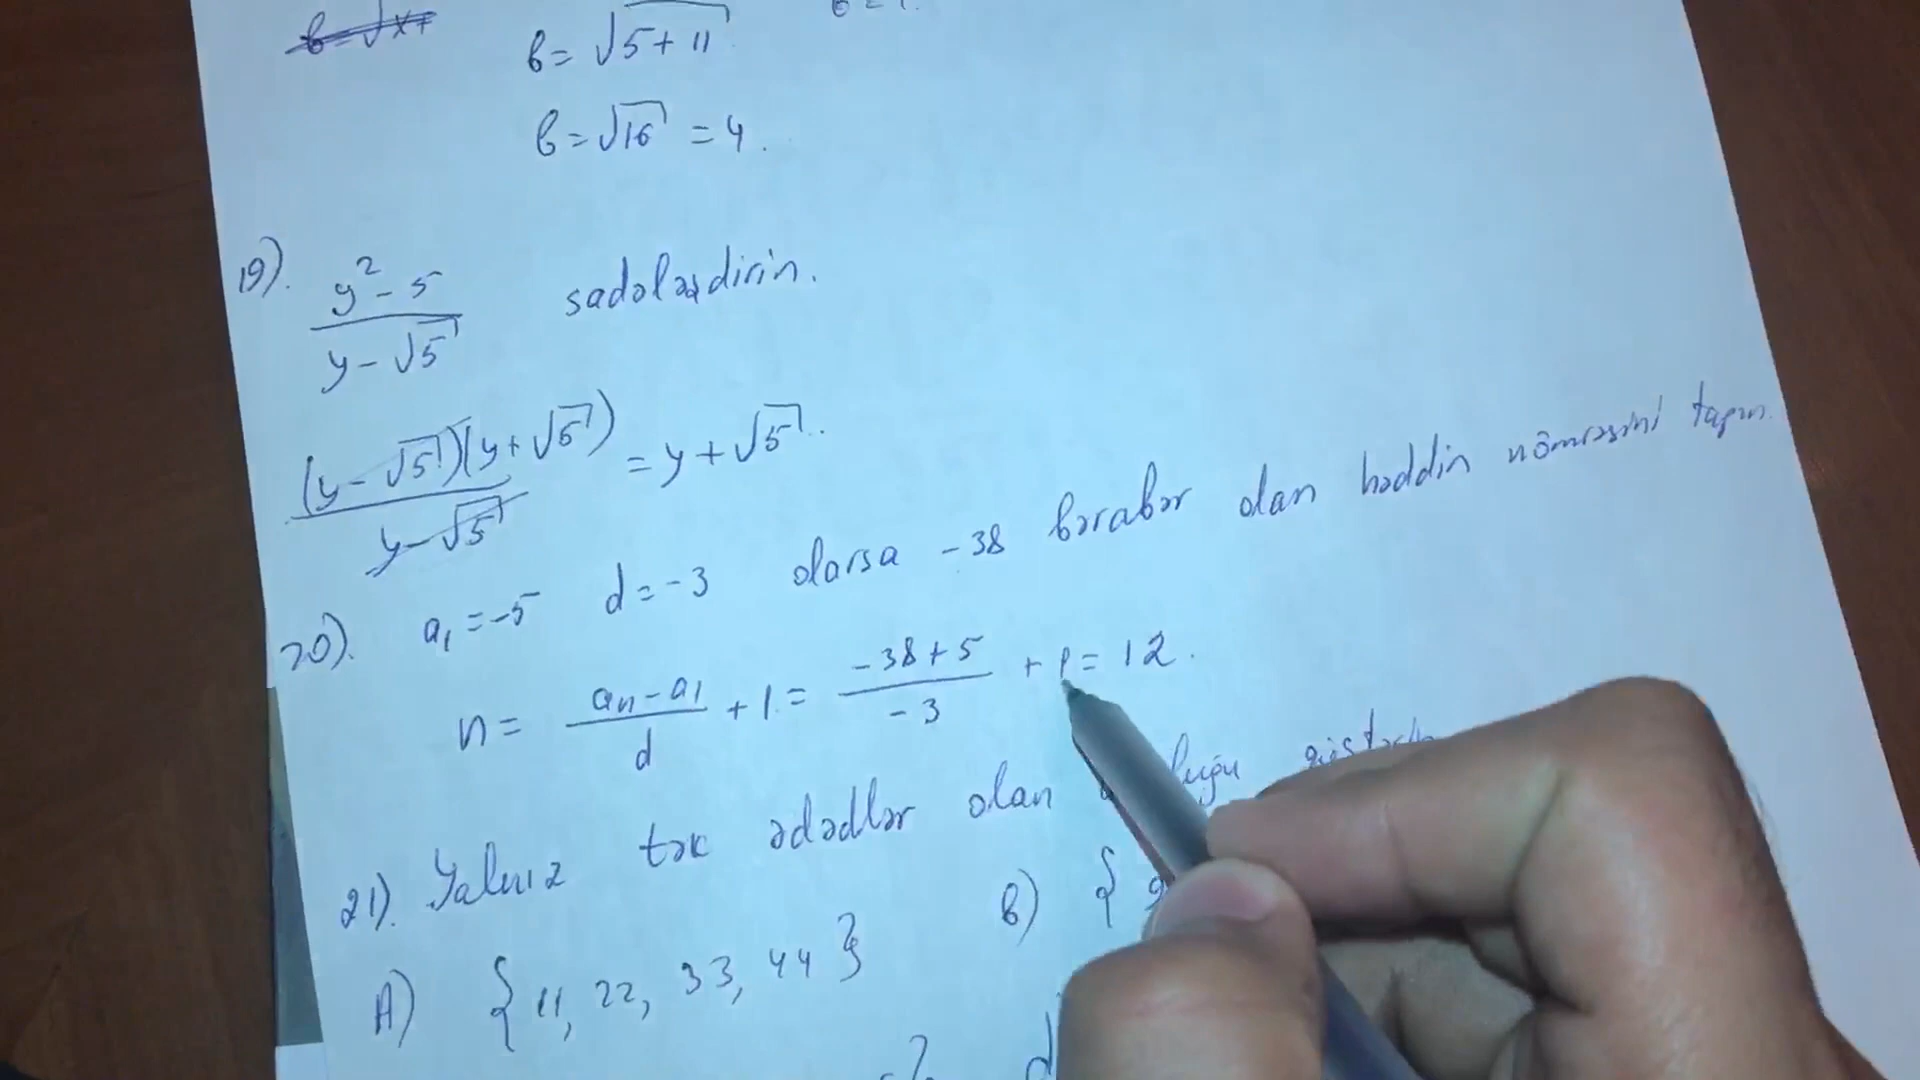 b = √5 + 11
b = √16 = 4.
19). (y² - 5)/(y - √5) sadələşdirin.
(y - √5)(y + √5)/(y - √5) = y + √5.
20). a₁ = -5 d = -3 olarsa -38 bərabər olan həddin nömrəsini tapın.
n = (aₙ - a₁)/d + 1 = (-38 + 5)/(-3) + 1 = 12.
21). Yalnız tək ədədlər olan
A) {11, 22, 33, 44} B) {